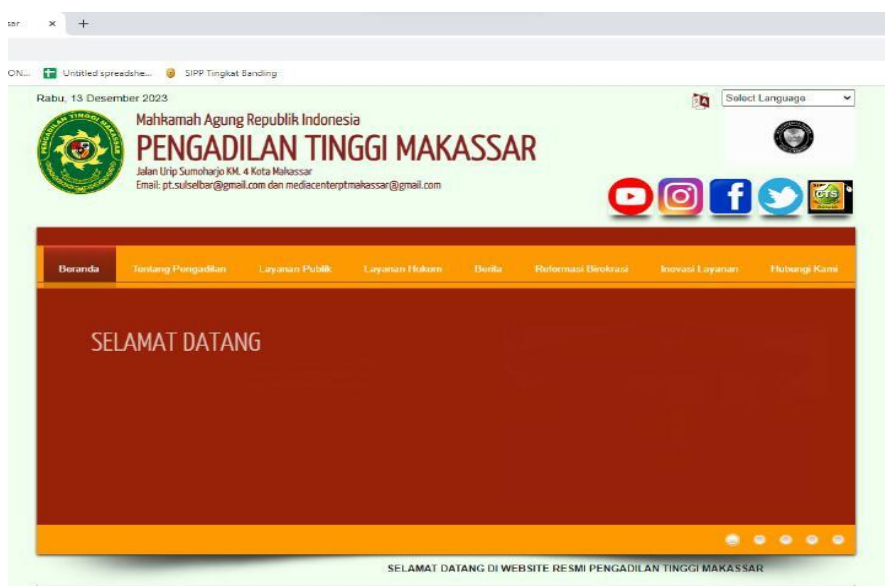 ser × +
ON... Untitled spreadshe... SIPP Tingkat Banding
Rabu, 13 Desember 2023
Select Language
Mahkamah Agung Republik Indonesia
PENGADILAN TINGGI MAKASSAR
Jalan Urip Sumoharjo KM. 4 Kota Makassar
Email: pt.sulselbar@gmail.com dan mediacenterptmakassar@gmail.com
GTS
Beranda Tentang Pengadilan Layanan Publik Layanan Hukum Berita Reformasi Birokrasi Inovasi Layanan Hubungi Kami
SELAMAT DATANG
SELAMAT DATANG DI WEBSITE RESMI PENGADILAN TINGGI MAKASSAR